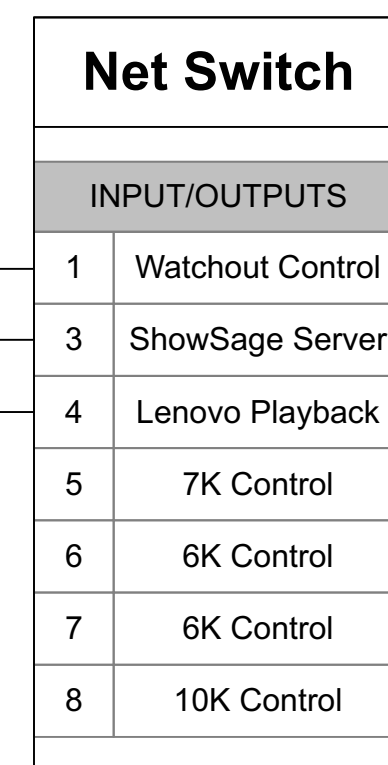 Net Switch
INPUT/OUTPUTS
1 Watchout Control
3 ShowSage Server
4 Lenovo Playback
5 7K Control
6 6K Control
7 6K Control
8 10K Control